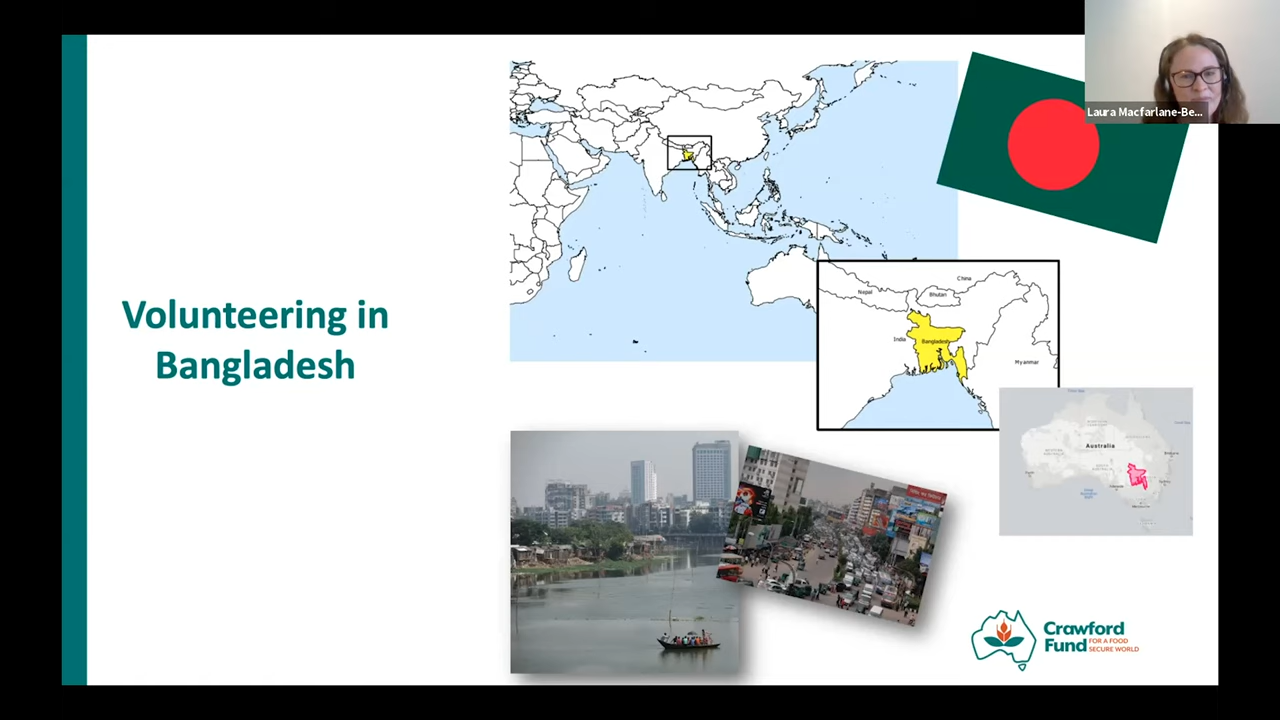 Laura Macfarlane-Be...
Volunteering in
Bangladesh
China
Nepal
Bhutan
India
Bangladesh
Myanmar
Australia
Crawford
Fund
FOR A FOOD
SECURE WORLD